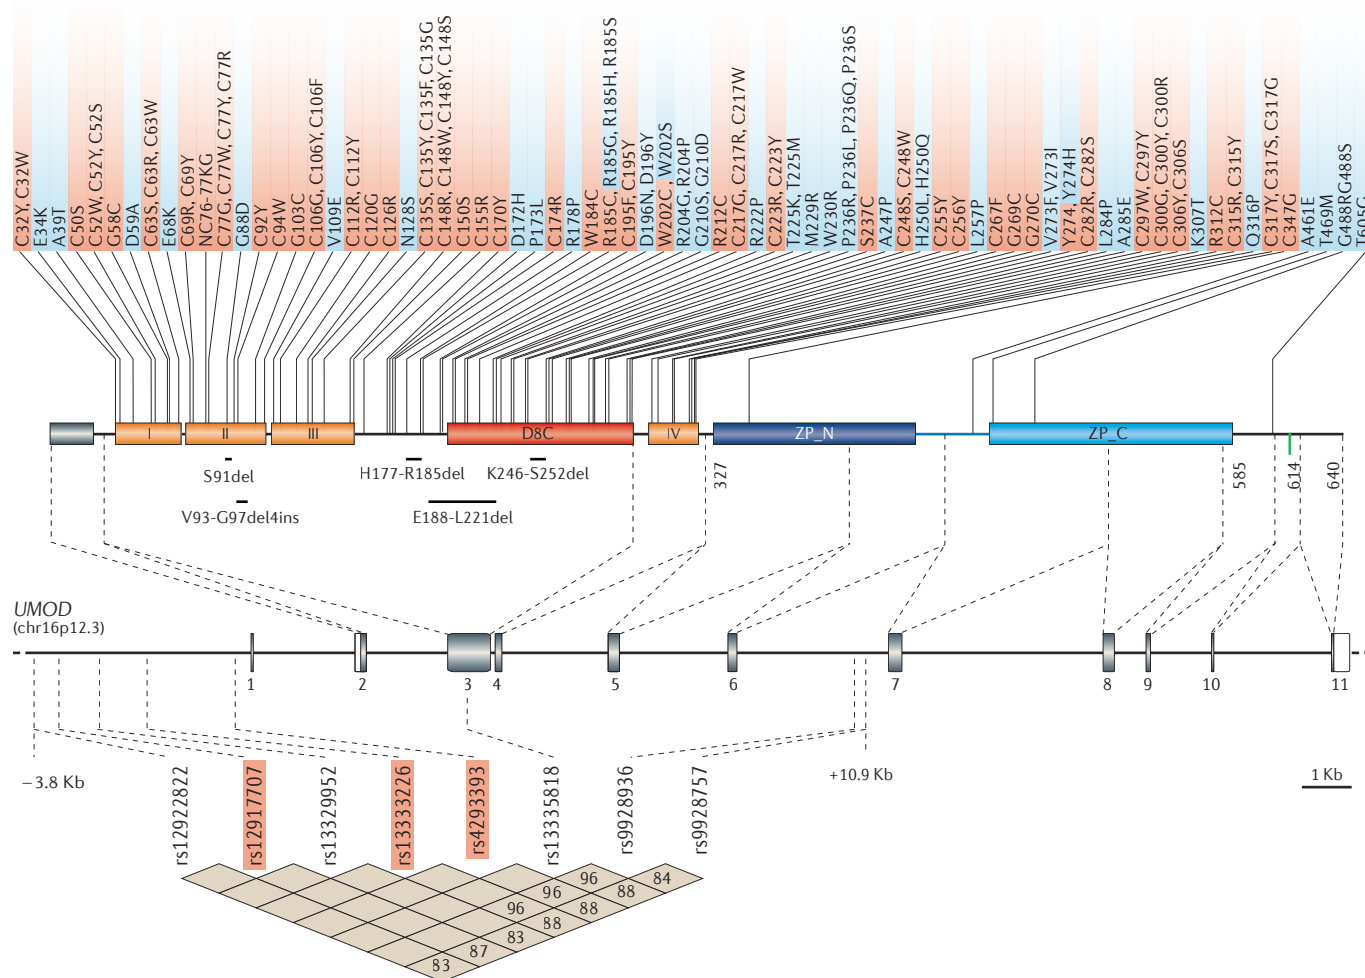 C32Y, C32W
E34K
A39T
C50S
C52W, C52Y, C52S
F58C
D59A
C63S, C63R, C63W
E68K
C69R, C69Y
NC76-77KG
C77G, C77W, C77Y, C77R
G88D
C92Y
C94W
G103C
C106G, C106Y, C106F
V109E
C112R, C112Y
C120G
C126R
N128S
C135S, C135Y, C135F, C135G
C148R, C148W, C148Y, C148S
C150S
C155R
C170Y
D172H
P173L
C174R
R178P
W184C
R185C, R185G, R185H, R185S
C195F, C195Y
D196N, D196Y
W202C, W202S
R204G, R204P
G210S, G210D
R212C
C217G, C217R, C217W
R222P
C223R, C223Y
T225K, T225M
M229R
W230R
P236R, P236L, P236Q, P236S
S237C
A247P
C248S, C248W
H250L, H250Q
C255Y
C256Y
L257P
C267F
G269C
G270C
V273F, V273I
Y274, Y274H
C282R, C282S
L284P
A285E
C297W, C297Y
C300G, C300Y, C300R
C306Y, C306S
K307T
R312C
C315R, C315Y
Q316P
C317Y, C317S, C317G
C347G
A461E
T469M
G488RG488S
I II III D8C IV ZP_N ZP_C
S91del
V93-G97del4ins
H177-R185del
K246-S252del
E188-L221del
327
585
614
640
UMOD
(chr16p12.3)
1 2 3 4 5 6 7 8 9 10 11
−3.8 Kb
+10.9 Kb
1 Kb
rs12922822
rs12917707
rs13329952
rs13333226
rs4293393
rs13335818
rs9928936
rs9928757
96 84
96 88
96 88
88
83
87
83